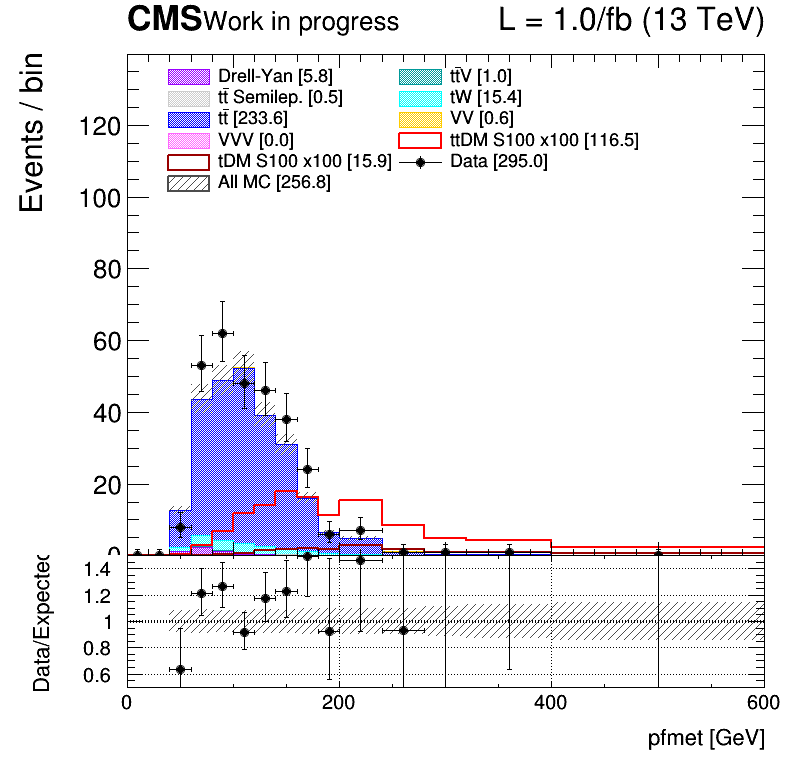 CMS Work in progress L = 1.0/fb (13 TeV)
Events / bin
Drell-Yan [5.8] tt̄V [1.0]
tt̄ Semilep. [0.5] tW [15.4]
tt̄ [233.6] VV [0.6]
VVV [0.0] ttDM S100 x100 [116.5]
tDM S100 x100 [15.9] Data [295.0]
All MC [256.8]
120
100
80
60
40
20
0
Data/Expected
1.4
1.2
1
0.8
0.6
0 200 400 600
pfmet [GeV]